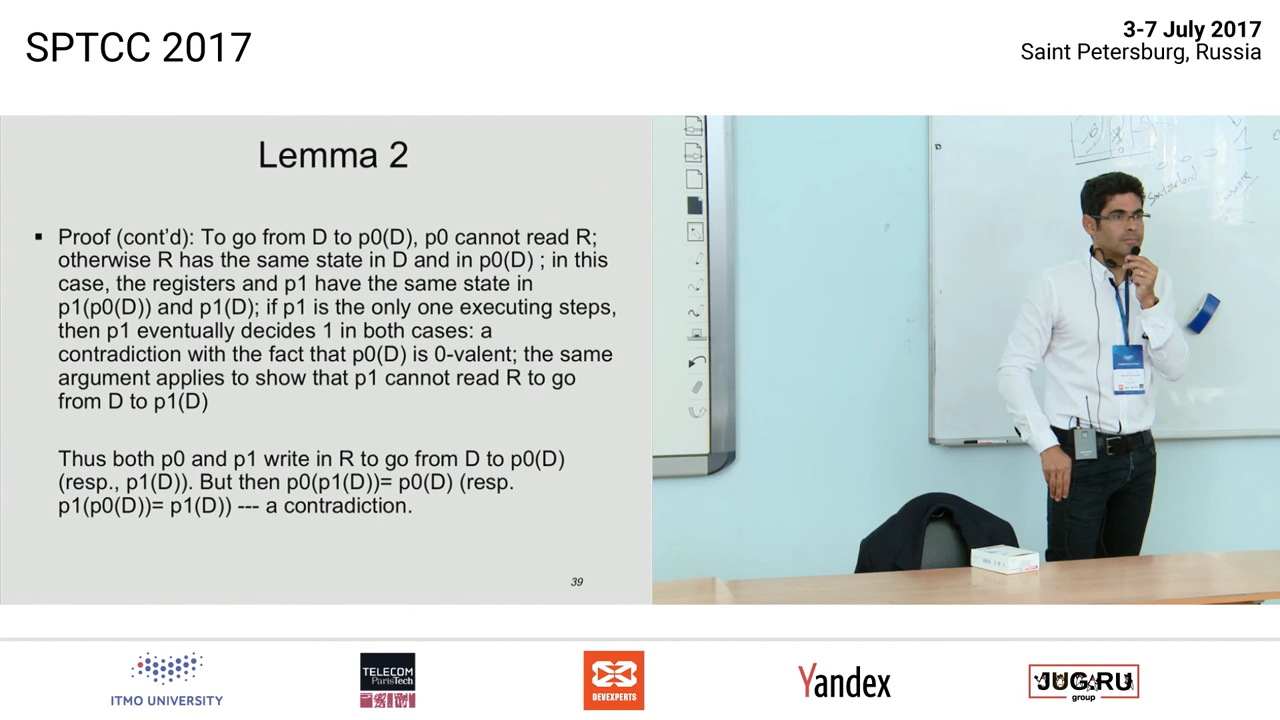 SPTCC 2017
3-7 July 2017
Saint Petersburg, Russia
Lemma 2
▪ Proof (cont'd): To go from D to p0(D), p0 cannot read R;
otherwise R has the same state in D and in p0(D) ; in this
case, the registers and p1 have the same state in
p1(p0(D)) and p1(D); if p1 is the only one executing steps,
then p1 eventually decides 1 in both cases: a
contradiction with the fact that p0(D) is 0-valent; the same
argument applies to show that p1 cannot read R to go
from D to p1(D)
Thus both p0 and p1 write in R to go from D to p0(D)
(resp., p1(D)). But then p0(p1(D))= p0(D) (resp.
p1(p0(D))= p1(D)) --- a contradiction.
39
Switzerland
1
ITMO UNIVERSITY
TELECOM
ParisTech
DEVEXPERTS
Yandex
JUG.RU
group